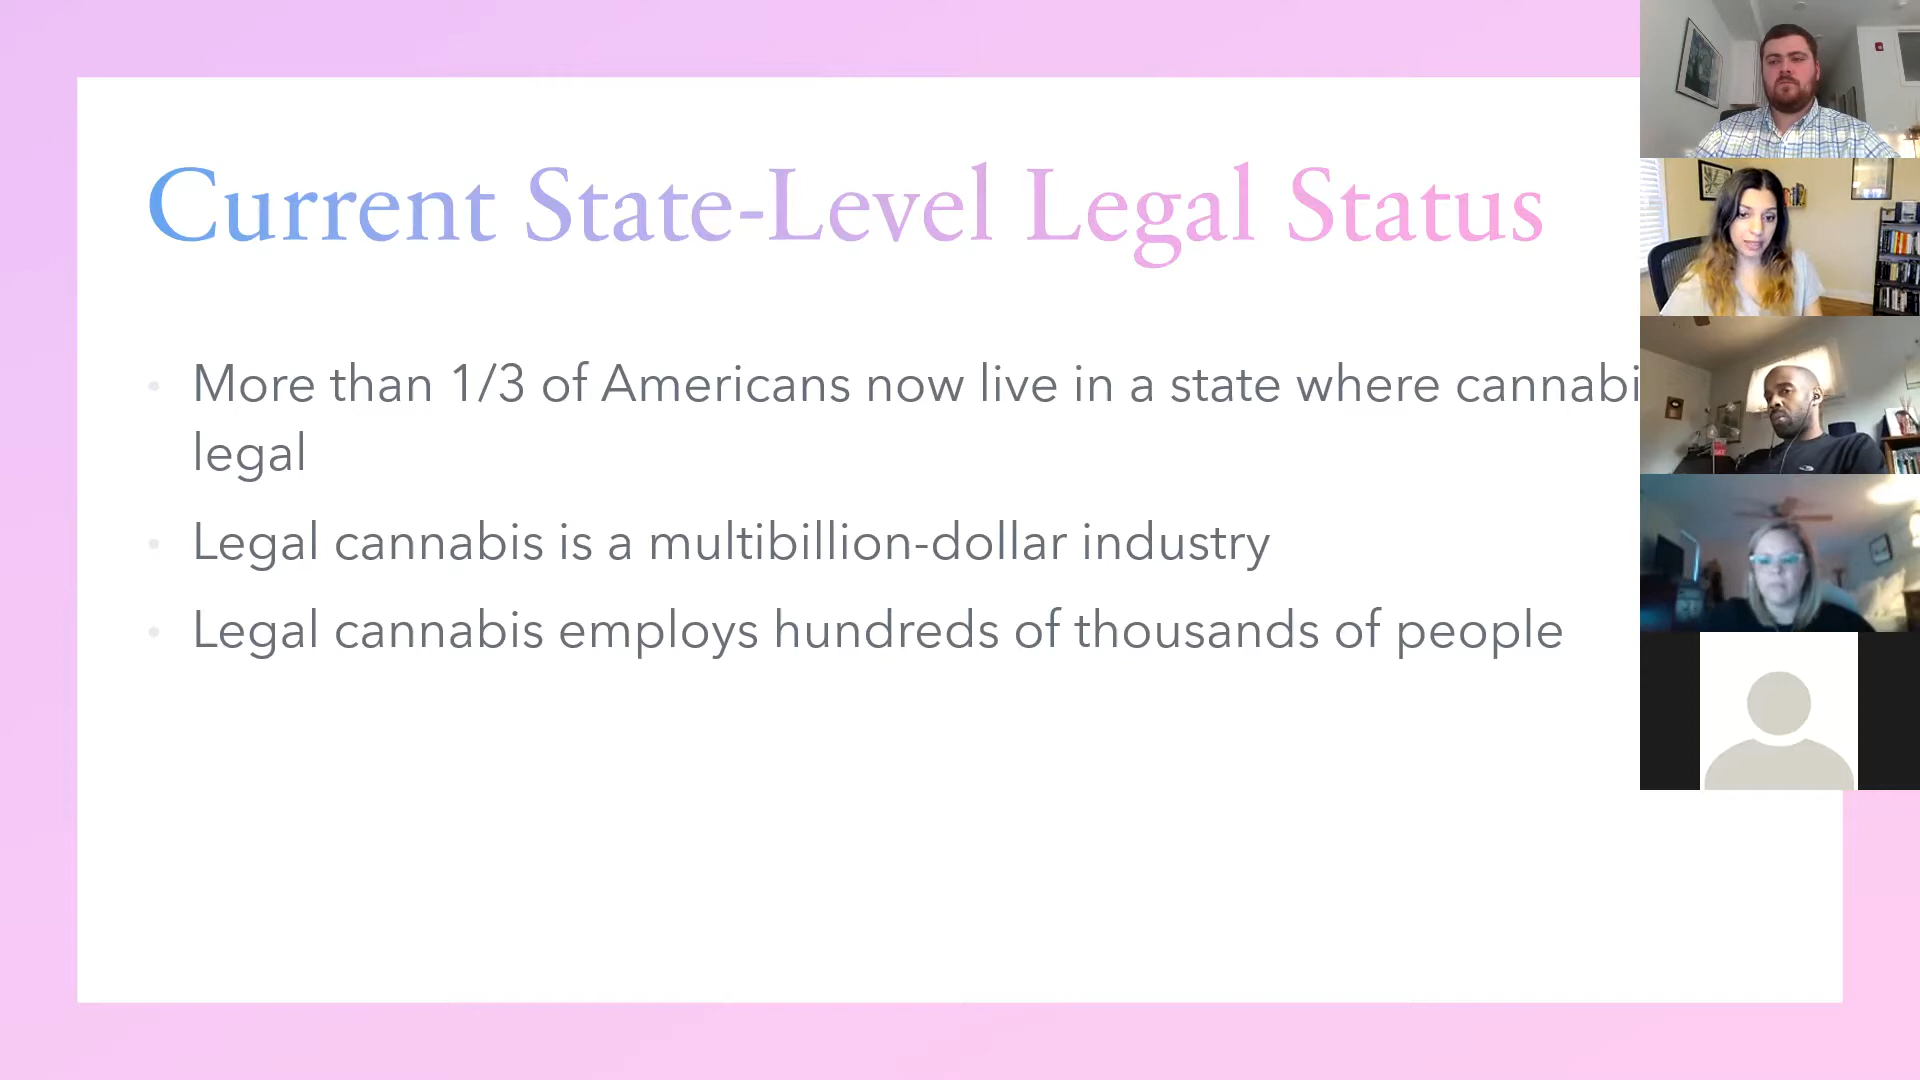 Current State-Level Legal Status
More than 1/3 of Americans now live in a state where cannabi
legal
Legal cannabis is a multibillion-dollar industry
Legal cannabis employs hundreds of thousands of people